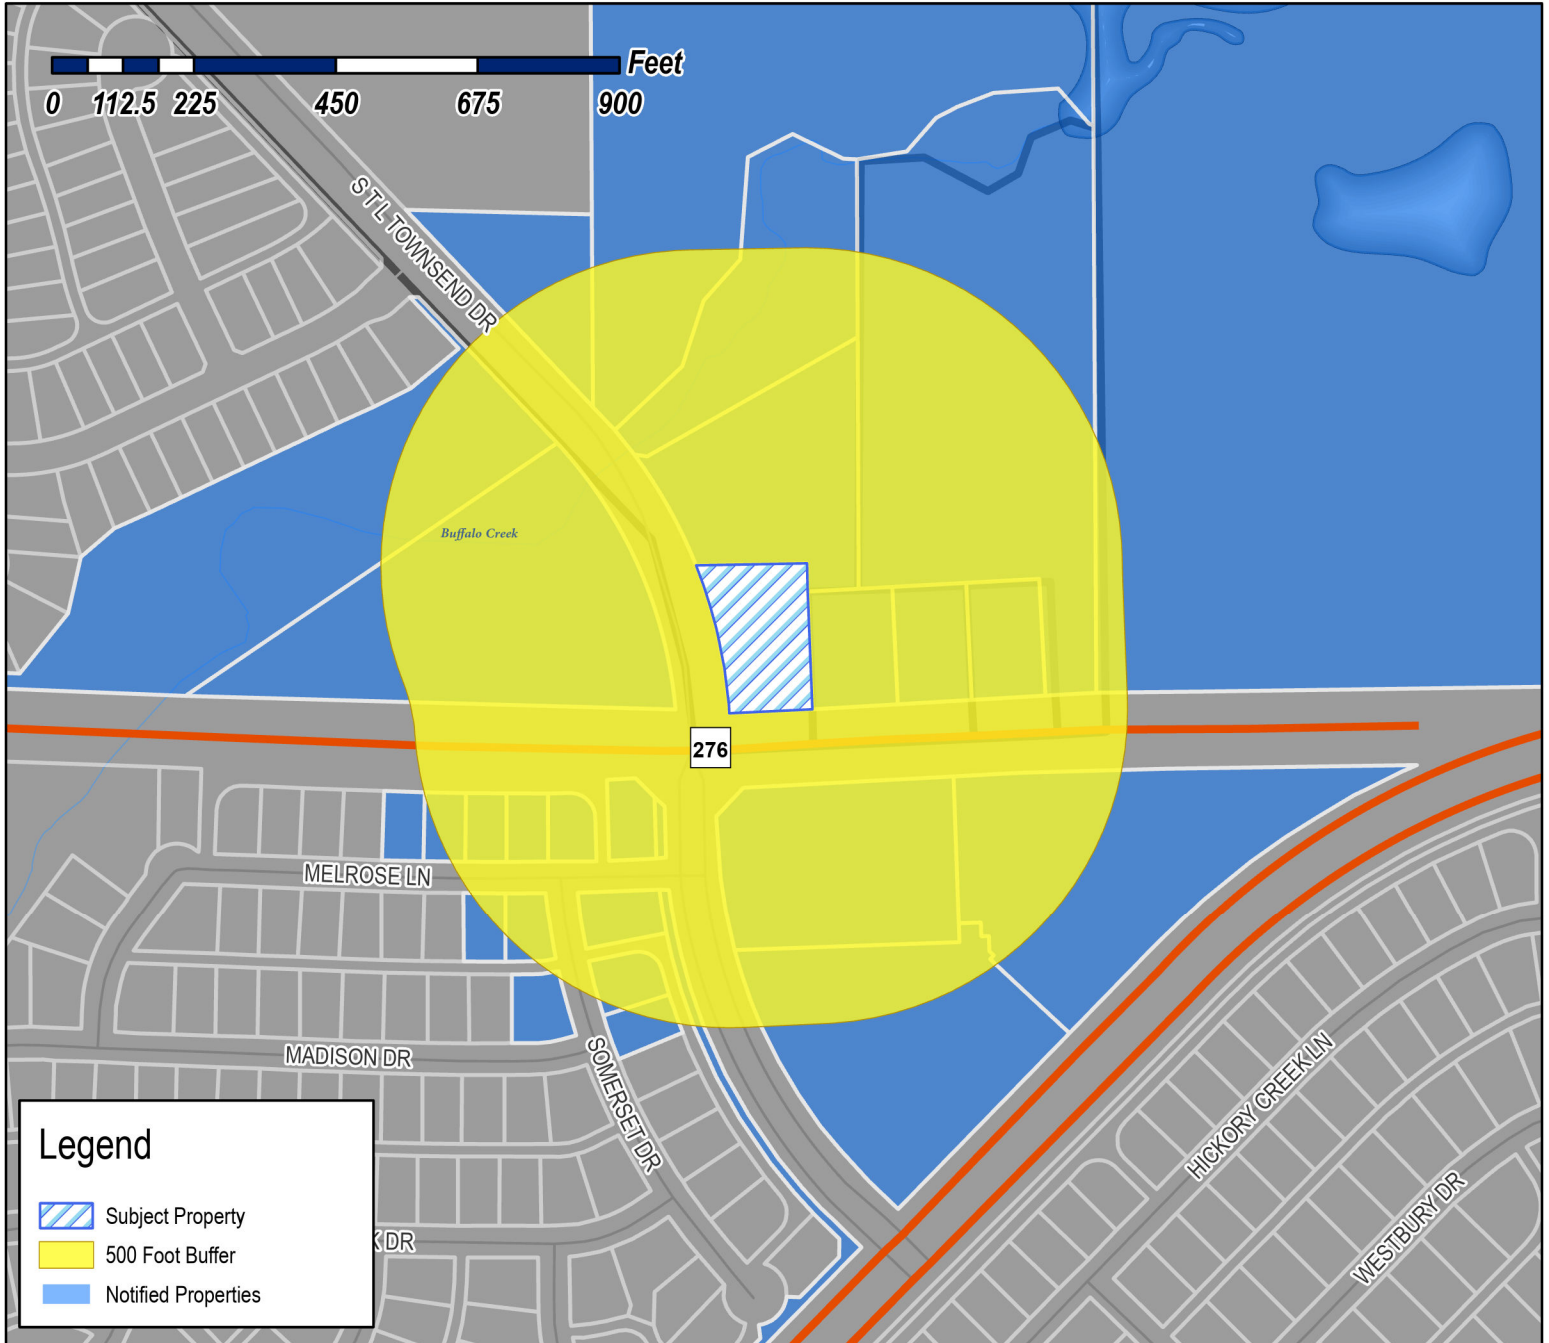 Feet
0 112.5 225 450 675 900
S T L TOWNSEND DR
Buffalo Creek
276
MELROSE LN
MADISON DR
SOMERSET DR
HICKORY CREEK LN
WESTBURY DR
DR
Legend
Subject Property
500 Foot Buffer
Notified Properties